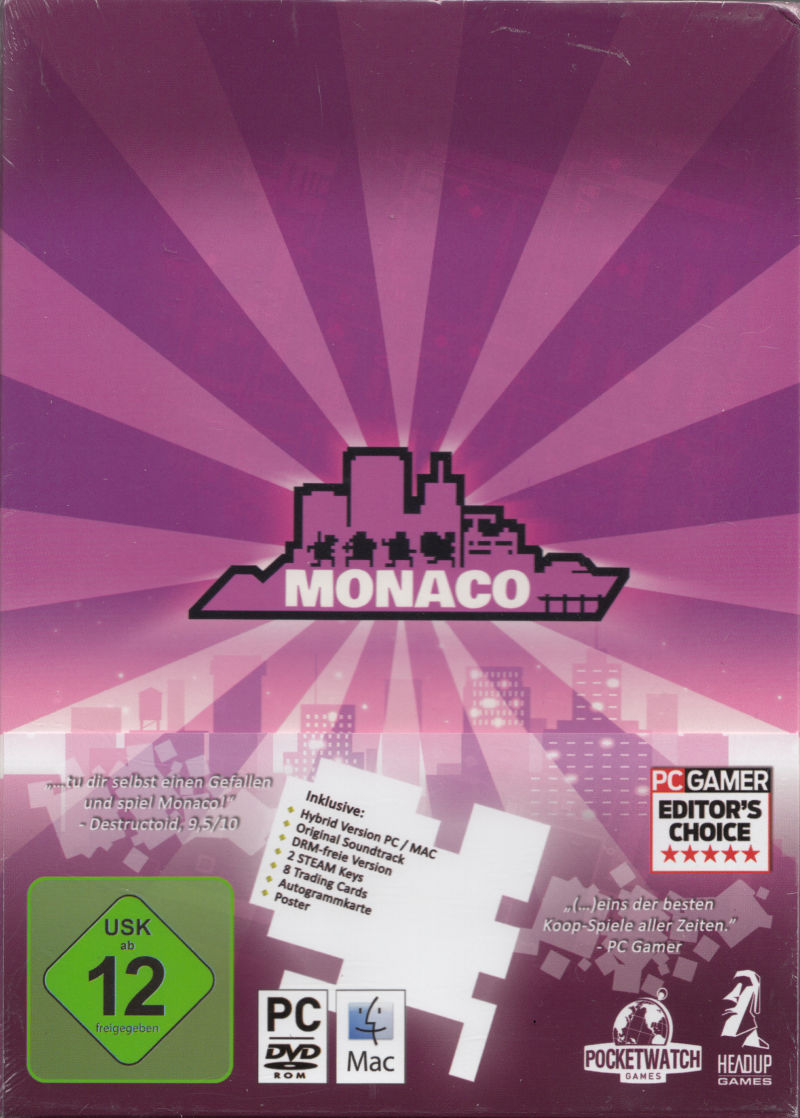 MONACO
„...tu dir selbst einen Gefallen
und spiel Monaco!“
- Destructoid, 9,5/10
Inklusive:
Hybrid Version PC / MAC
Original Soundtrack
DRM-freie Version
2 STEAM Keys
8 Trading Cards
Autogrammkarte
Poster
PC GAMER
EDITOR'S
CHOICE
„(...)eins der besten
Koop-Spiele aller Zeiten.“
- PC Gamer
USK
ab
12
freigegeben
PC
DVD
ROM
Mac
POCKETWATCH
GAMES
HEADUP
GAMES